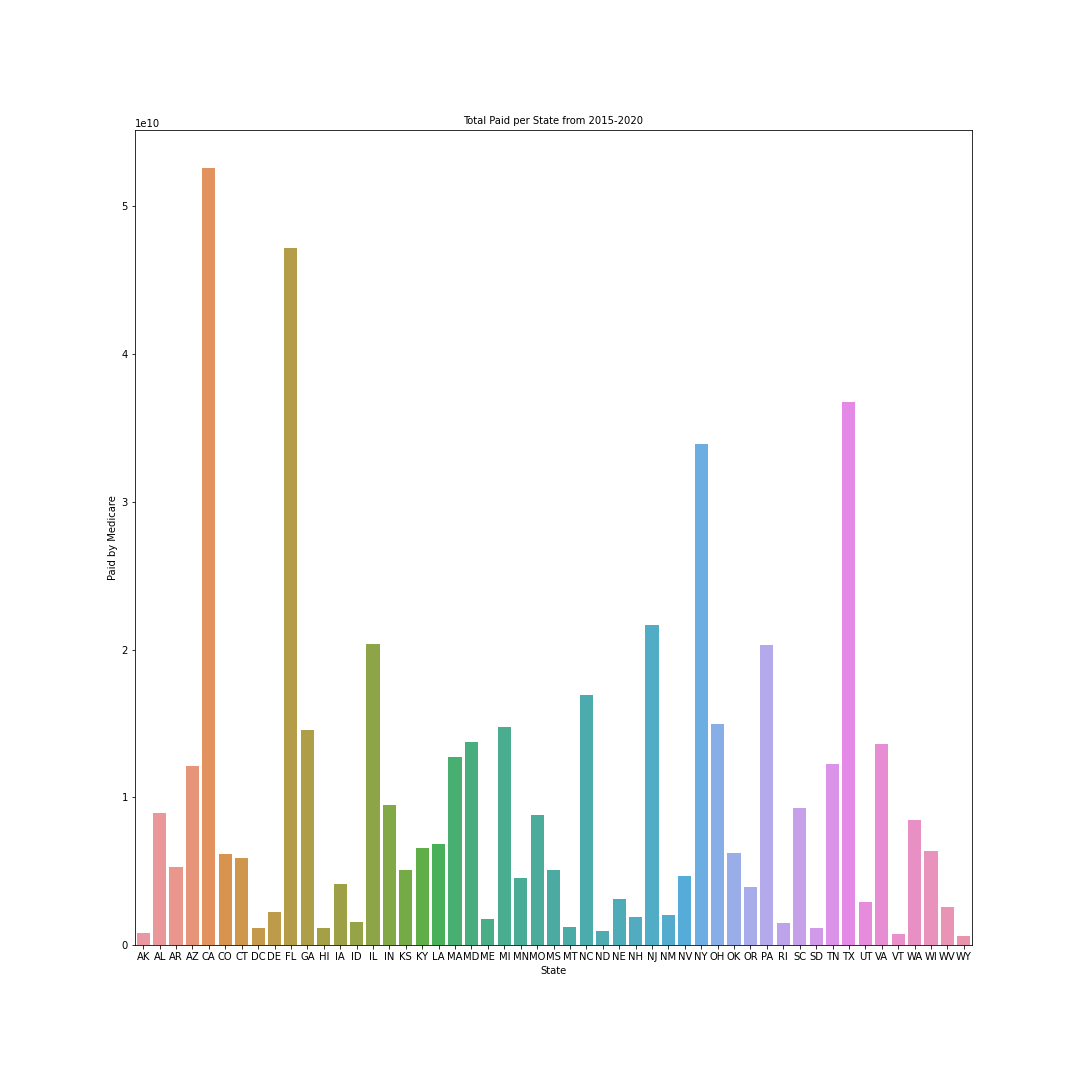 Total Paid per State from 2015-2020
1e10
5
4
3
2
1
0
Paid by Medicare
AK AL AR AZ CA CO CT DC DE FL GA HI IA ID IL IN KS KY LA MA MD ME MI MN MO MS MT NC ND NE NH NJ NM NV NY OH OK OR PA RI SC SD TN TX UT VA VT WA WI WV WY
State